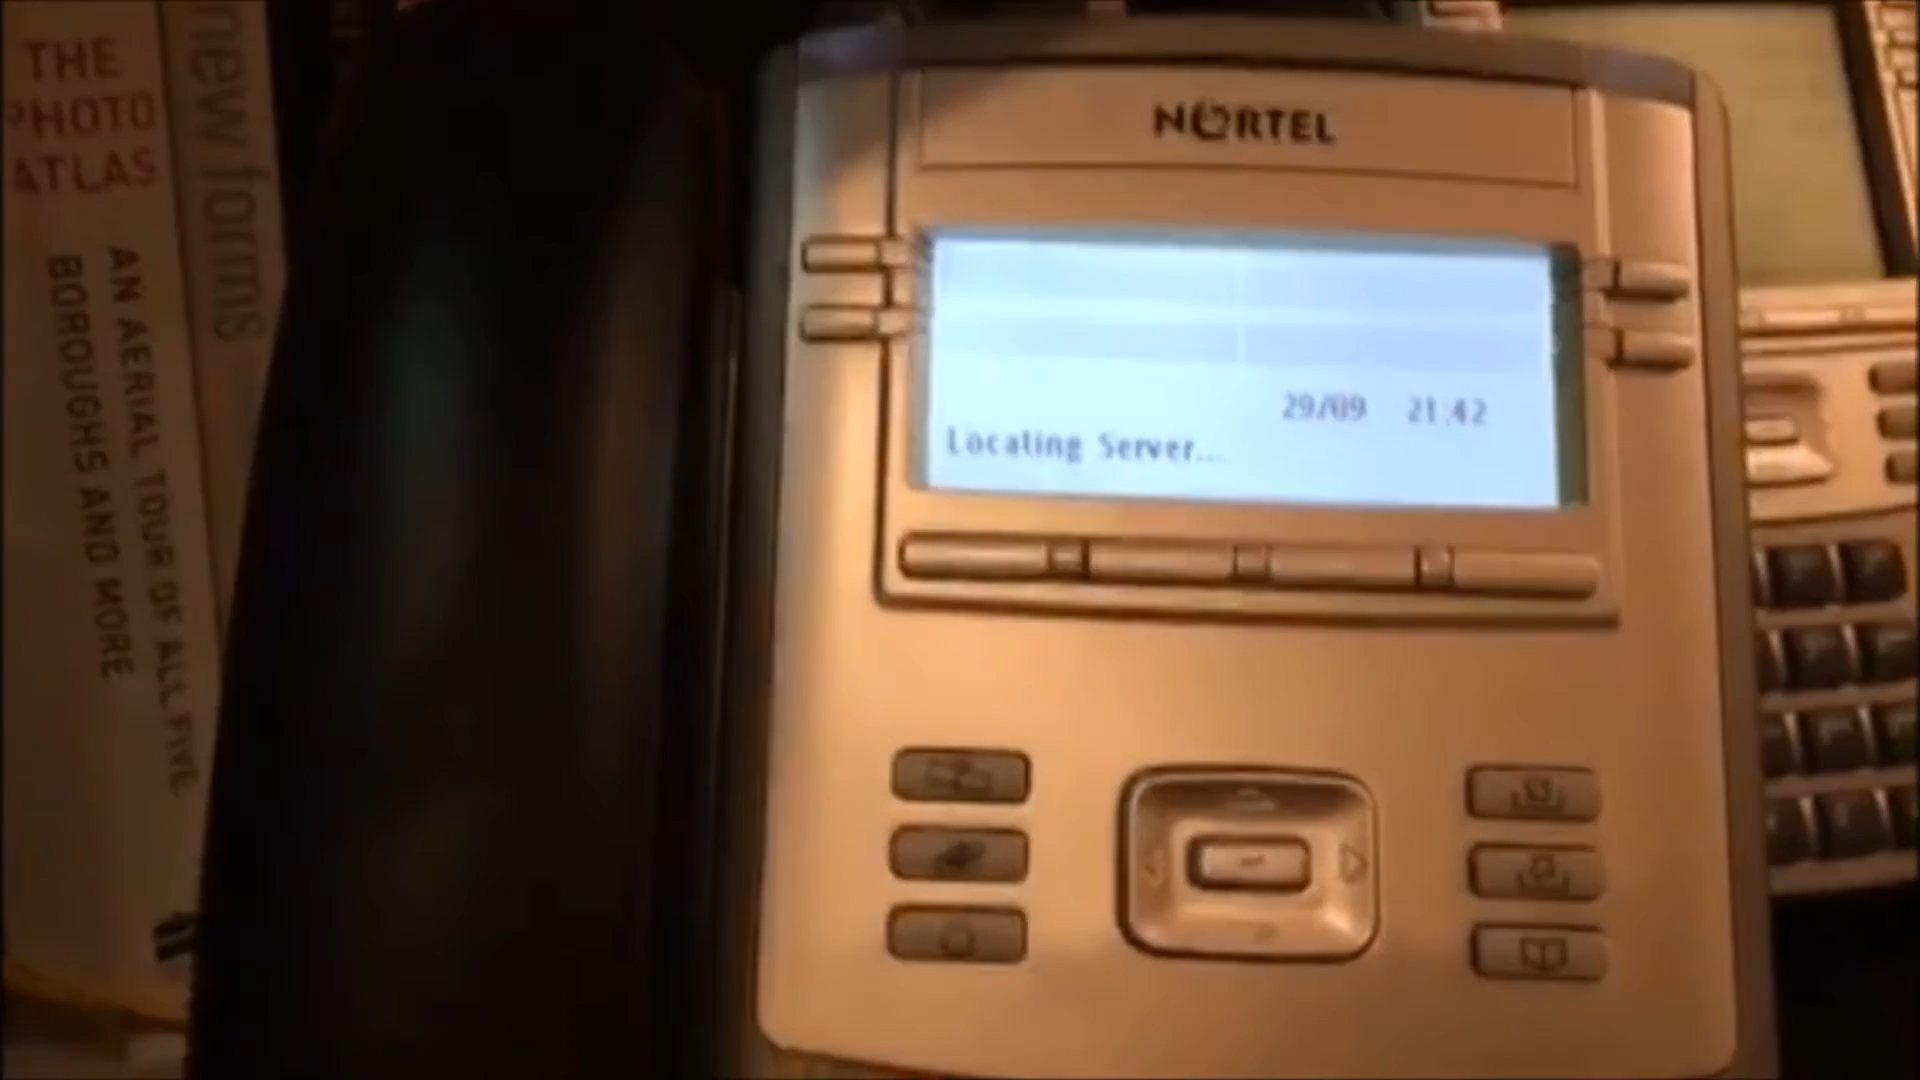 THE
PHOTO
ATLAS
AN AERIAL TOUR OF ALL FIVE
BOROUGHS AND MORE
new forms
NORTEL
29/09 21:42
Locating Server...